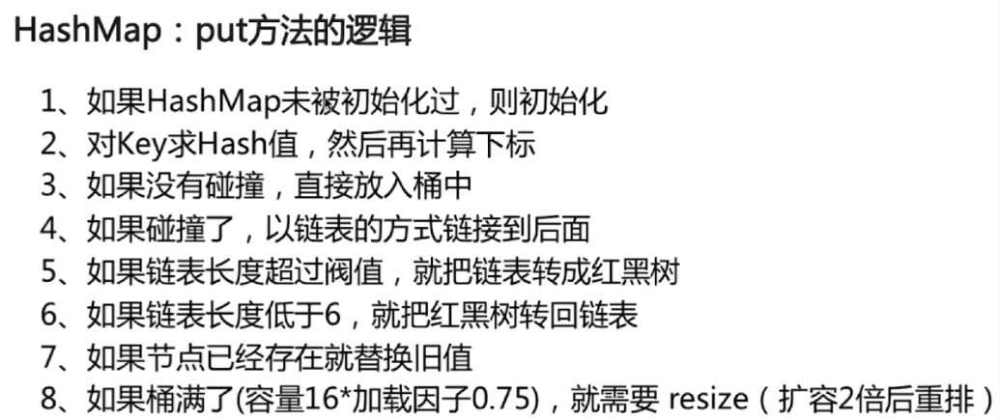 HashMap：put方法的逻辑
1、如果HashMap未被初始化过，则初始化
2、对Key求Hash值，然后再计算下标
3、如果没有碰撞，直接放入桶中
4、如果碰撞了，以链表的方式链接到后面
5、如果链表长度超过阀值，就把链表转成红黑树
6、如果链表长度低于6，就把红黑树转回链表
7、如果节点已经存在就替换旧值
8、如果桶满了(容量16*加载因子0.75)，就需要 resize（扩容2倍后重排）